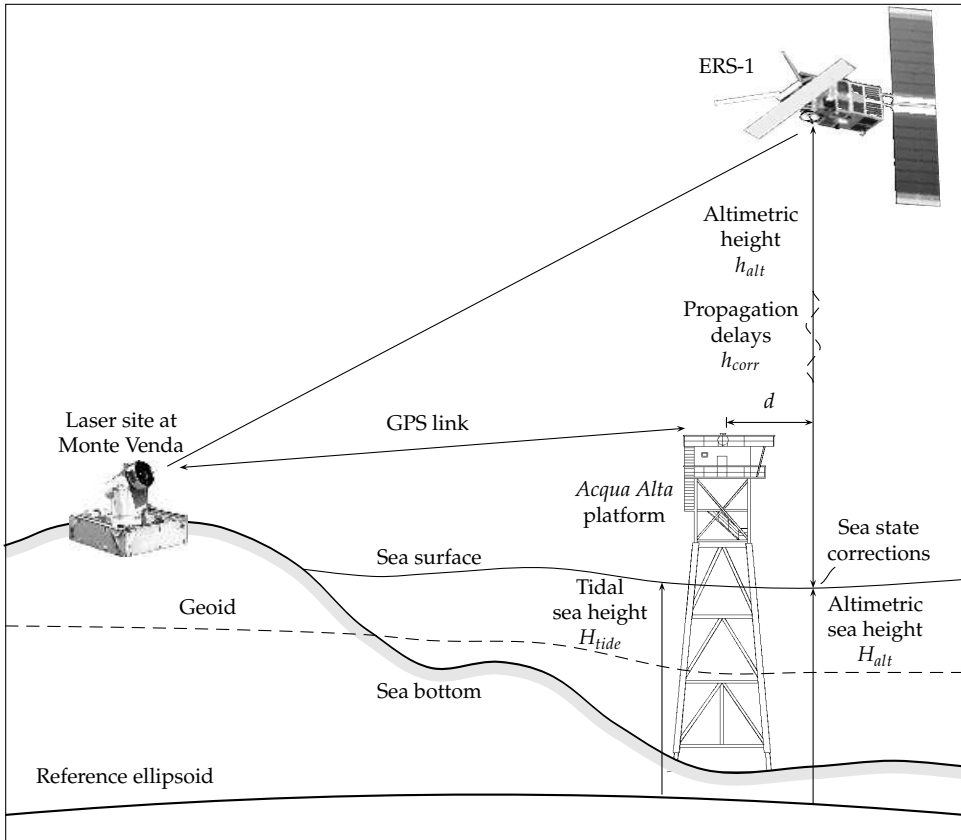 ERS-1
Altimetric
height
h_alt
Propagation
delays
h_corr
d
GPS link
Laser site at
Monte Venda
Acqua Alta
platform
Sea state
corrections
Sea surface
Tidal
sea height
H_tide
Geoid
Altimetric
sea height
H_alt
Sea bottom
Reference ellipsoid